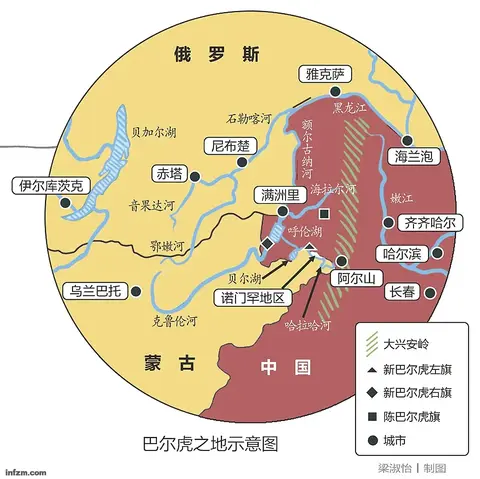 俄罗斯
雅克萨
黑龙江
石勒喀河
额尔古纳河
贝加尔湖
尼布楚
海兰泡
赤塔
伊尔库茨克
满洲里
海拉尔河
嫩江
音果达河
齐齐哈尔
呼伦湖
鄂嫩河
哈尔滨
贝尔湖
阿尔山
乌兰巴托
诺门罕地区
长春
克鲁伦河
哈拉哈河
蒙古
中国
大兴安岭
新巴尔虎左旗
新巴尔虎右旗
陈巴尔虎旗
城市
巴尔虎之地示意图
梁淑怡｜制图
infzm.com